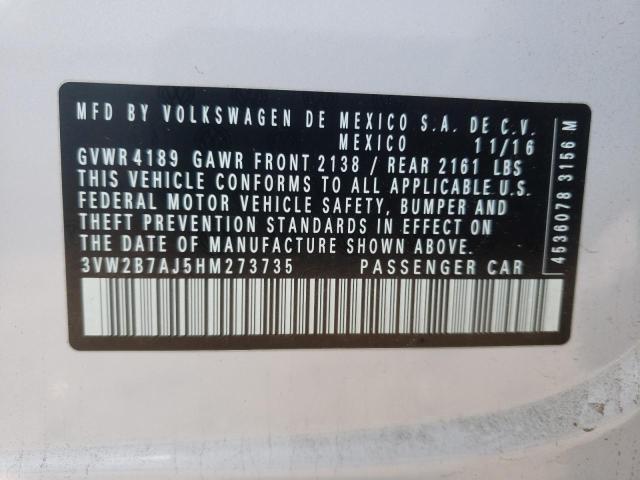 MFD BY VOLKSWAGEN DE MEXICO S.A. DE C.V.
MEXICO 11/16
GVWR4189 GAWR FRONT 2138 / REAR 2161 LBS
THIS VEHICLE CONFORMS TO ALL APPLICABLE U.S.
FEDERAL MOTOR VEHICLE SAFETY, BUMPER AND
THEFT PREVENTION STANDARDS IN EFFECT ON
THE DATE OF MANUFACTURE SHOWN ABOVE.
3VW2B7AJ5HM273735 PASSENGER CAR
4536078 3156 M